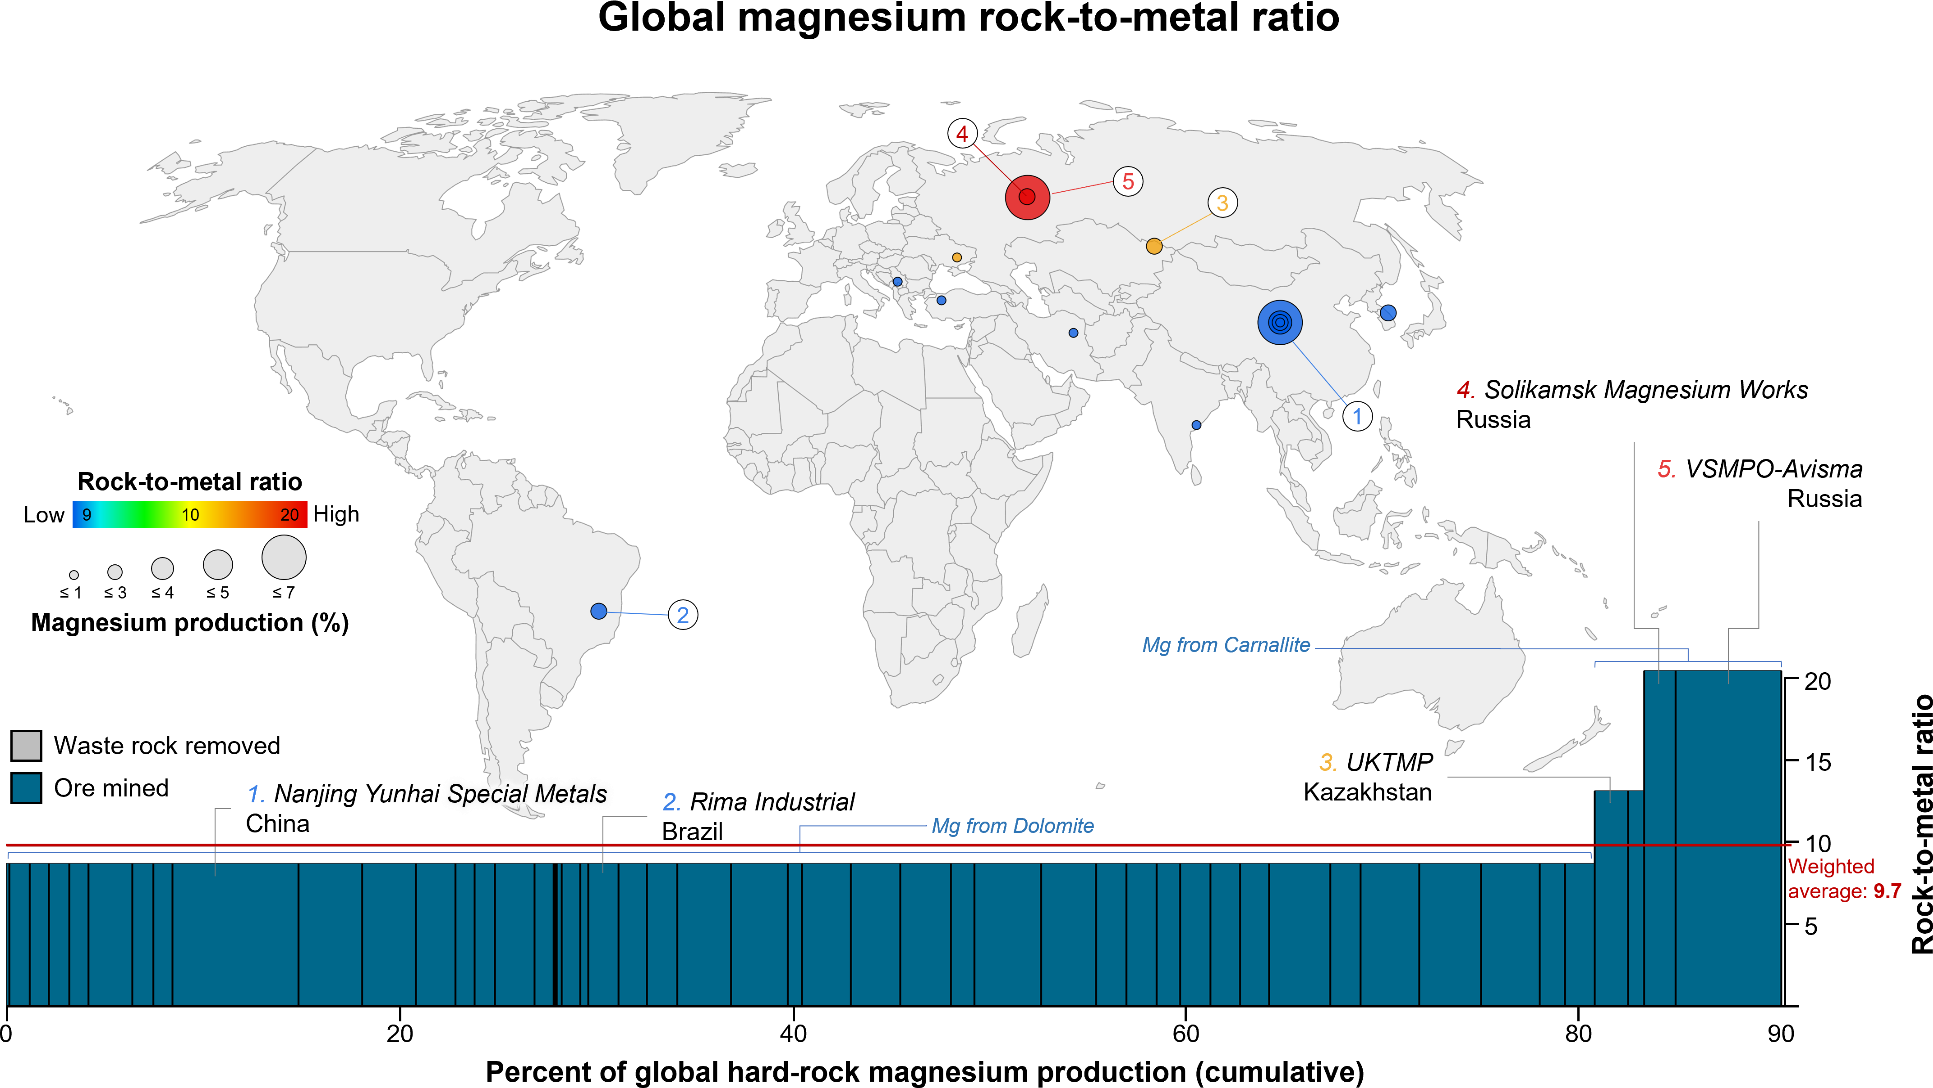 Global magnesium rock-to-metal ratio
4
5
3
1
2
4. Solikamsk Magnesium Works
Russia
5. VSMPO-Avisma
Russia
Rock-to-metal ratio
Low 9 10 20 High
≤ 1 ≤ 3 ≤ 4 ≤ 5 ≤ 7
Magnesium production (%)
Mg from Carnallite
Waste rock removed
Ore mined
1. Nanjing Yunhai Special Metals
China
2. Rima Industrial
Brazil
Mg from Dolomite
3. UKTMP
Kazakhstan
20
15
10
5
Weighted
average: 9.7
Rock-to-metal ratio
0 20 40 60 80 90
Percent of global hard-rock magnesium production (cumulative)